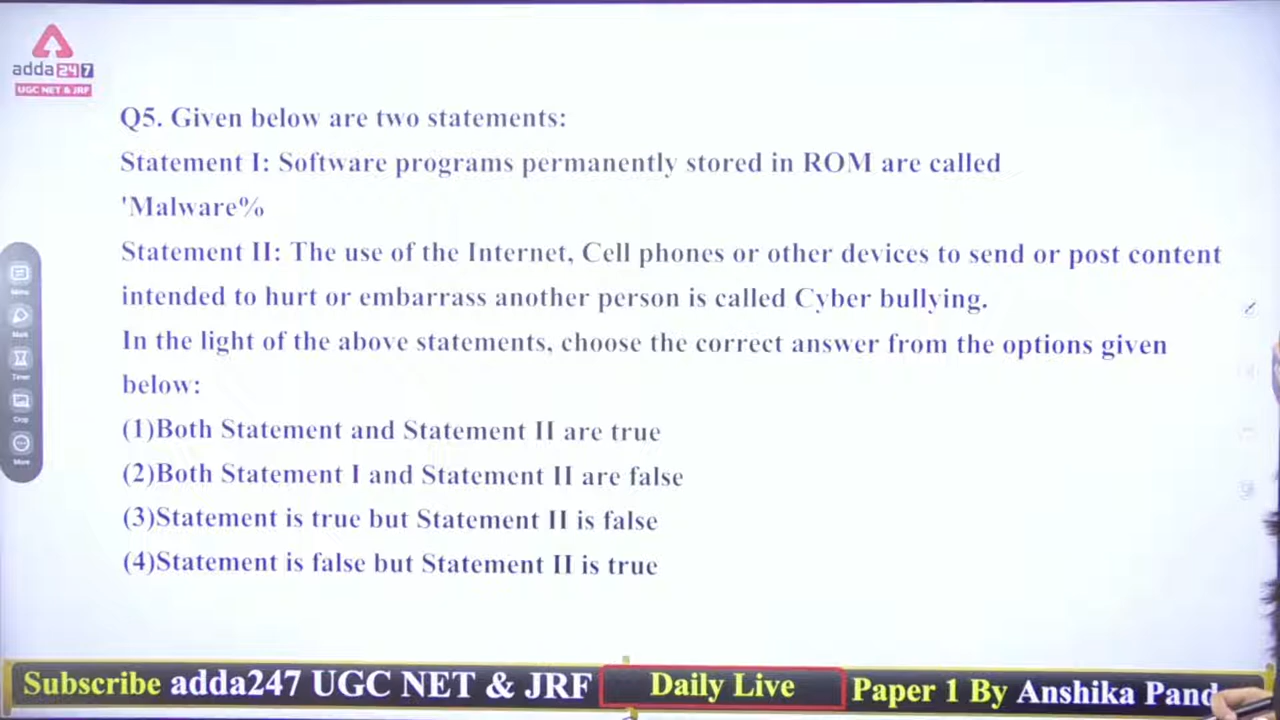 adda247
UGC NET & JRF
Q5. Given below are two statements:
Statement I: Software programs permanently stored in ROM are called
'Malware%
Statement II: The use of the Internet, Cell phones or other devices to send or post content
intended to hurt or embarrass another person is called Cyber bullying.
In the light of the above statements, choose the correct answer from the options given
below:
(1)Both Statement and Statement II are true
(2)Both Statement I and Statement II are false
(3)Statement is true but Statement II is false
(4)Statement is false but Statement II is true
Menu
Mark
Timer
Crop
More
Subscribe adda247 UGC NET & JRF Daily Live Paper 1 By Anshika Pand